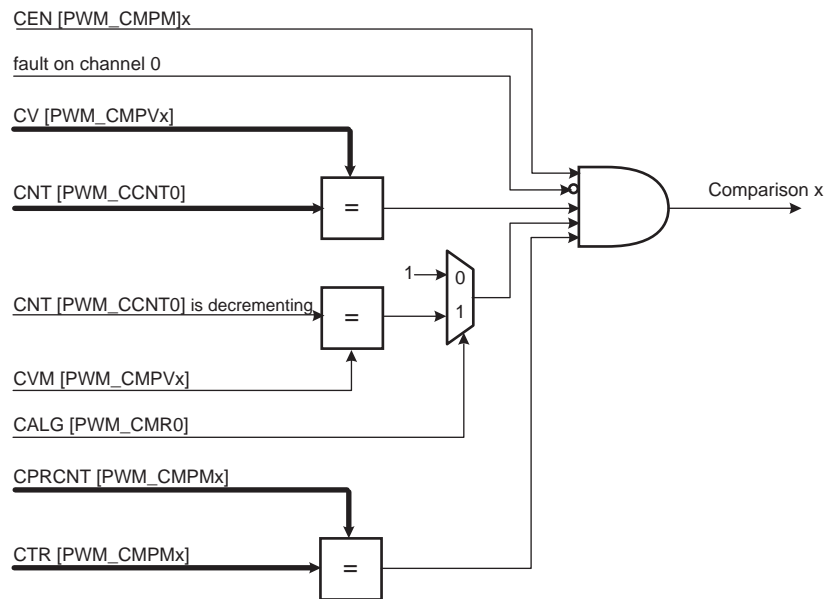 CEN [PWM_CMPM]x
fault on channel 0
CV [PWM_CMPVx]
CNT [PWM_CCNT0]
=
Comparison x
1
0
1
CNT [PWM_CCNT0] is decrementing
=
CVM [PWM_CMPVx]
CALG [PWM_CMR0]
CPRCNT [PWM_CMPMx]
CTR [PWM_CMPMx]
=